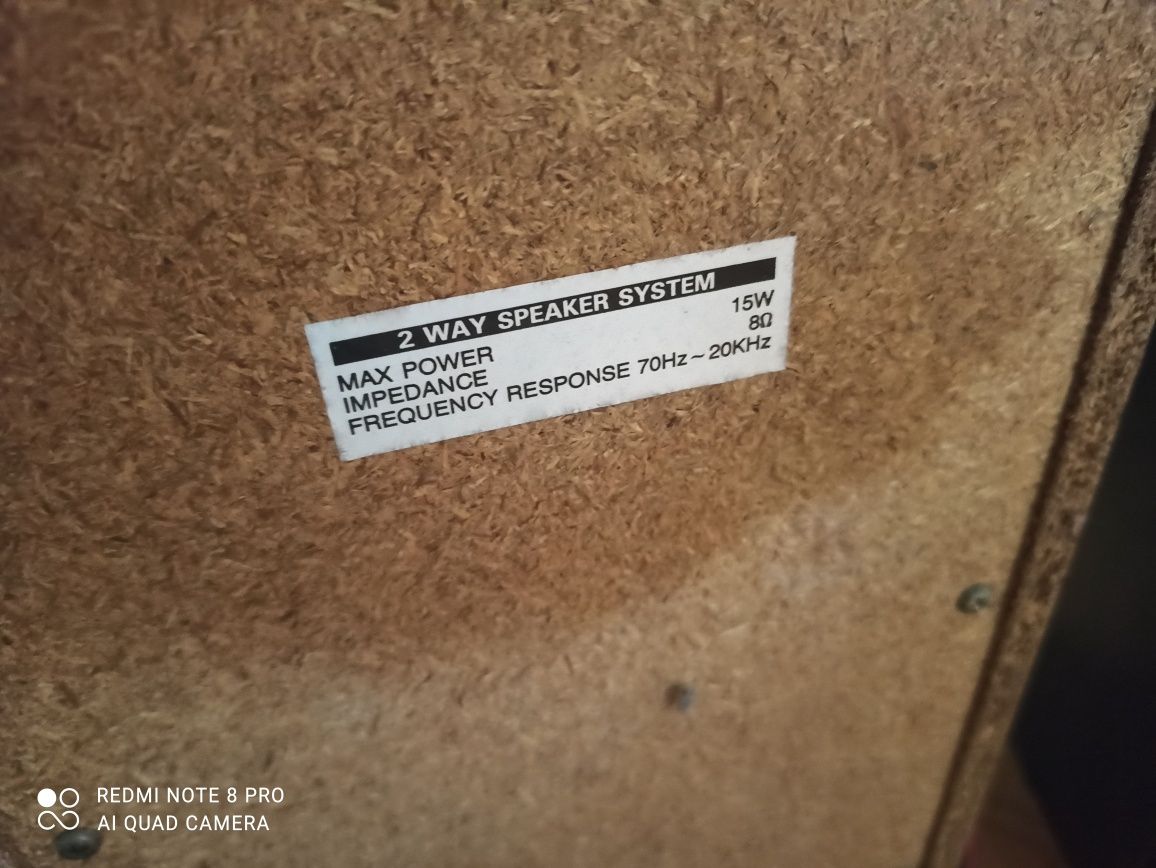 2 WAY SPEAKER SYSTEM
MAX POWER 15W
IMPEDANCE 8Ω
FREQUENCY RESPONSE 70Hz ~ 20KHz
REDMI NOTE 8 PRO
AI QUAD CAMERA